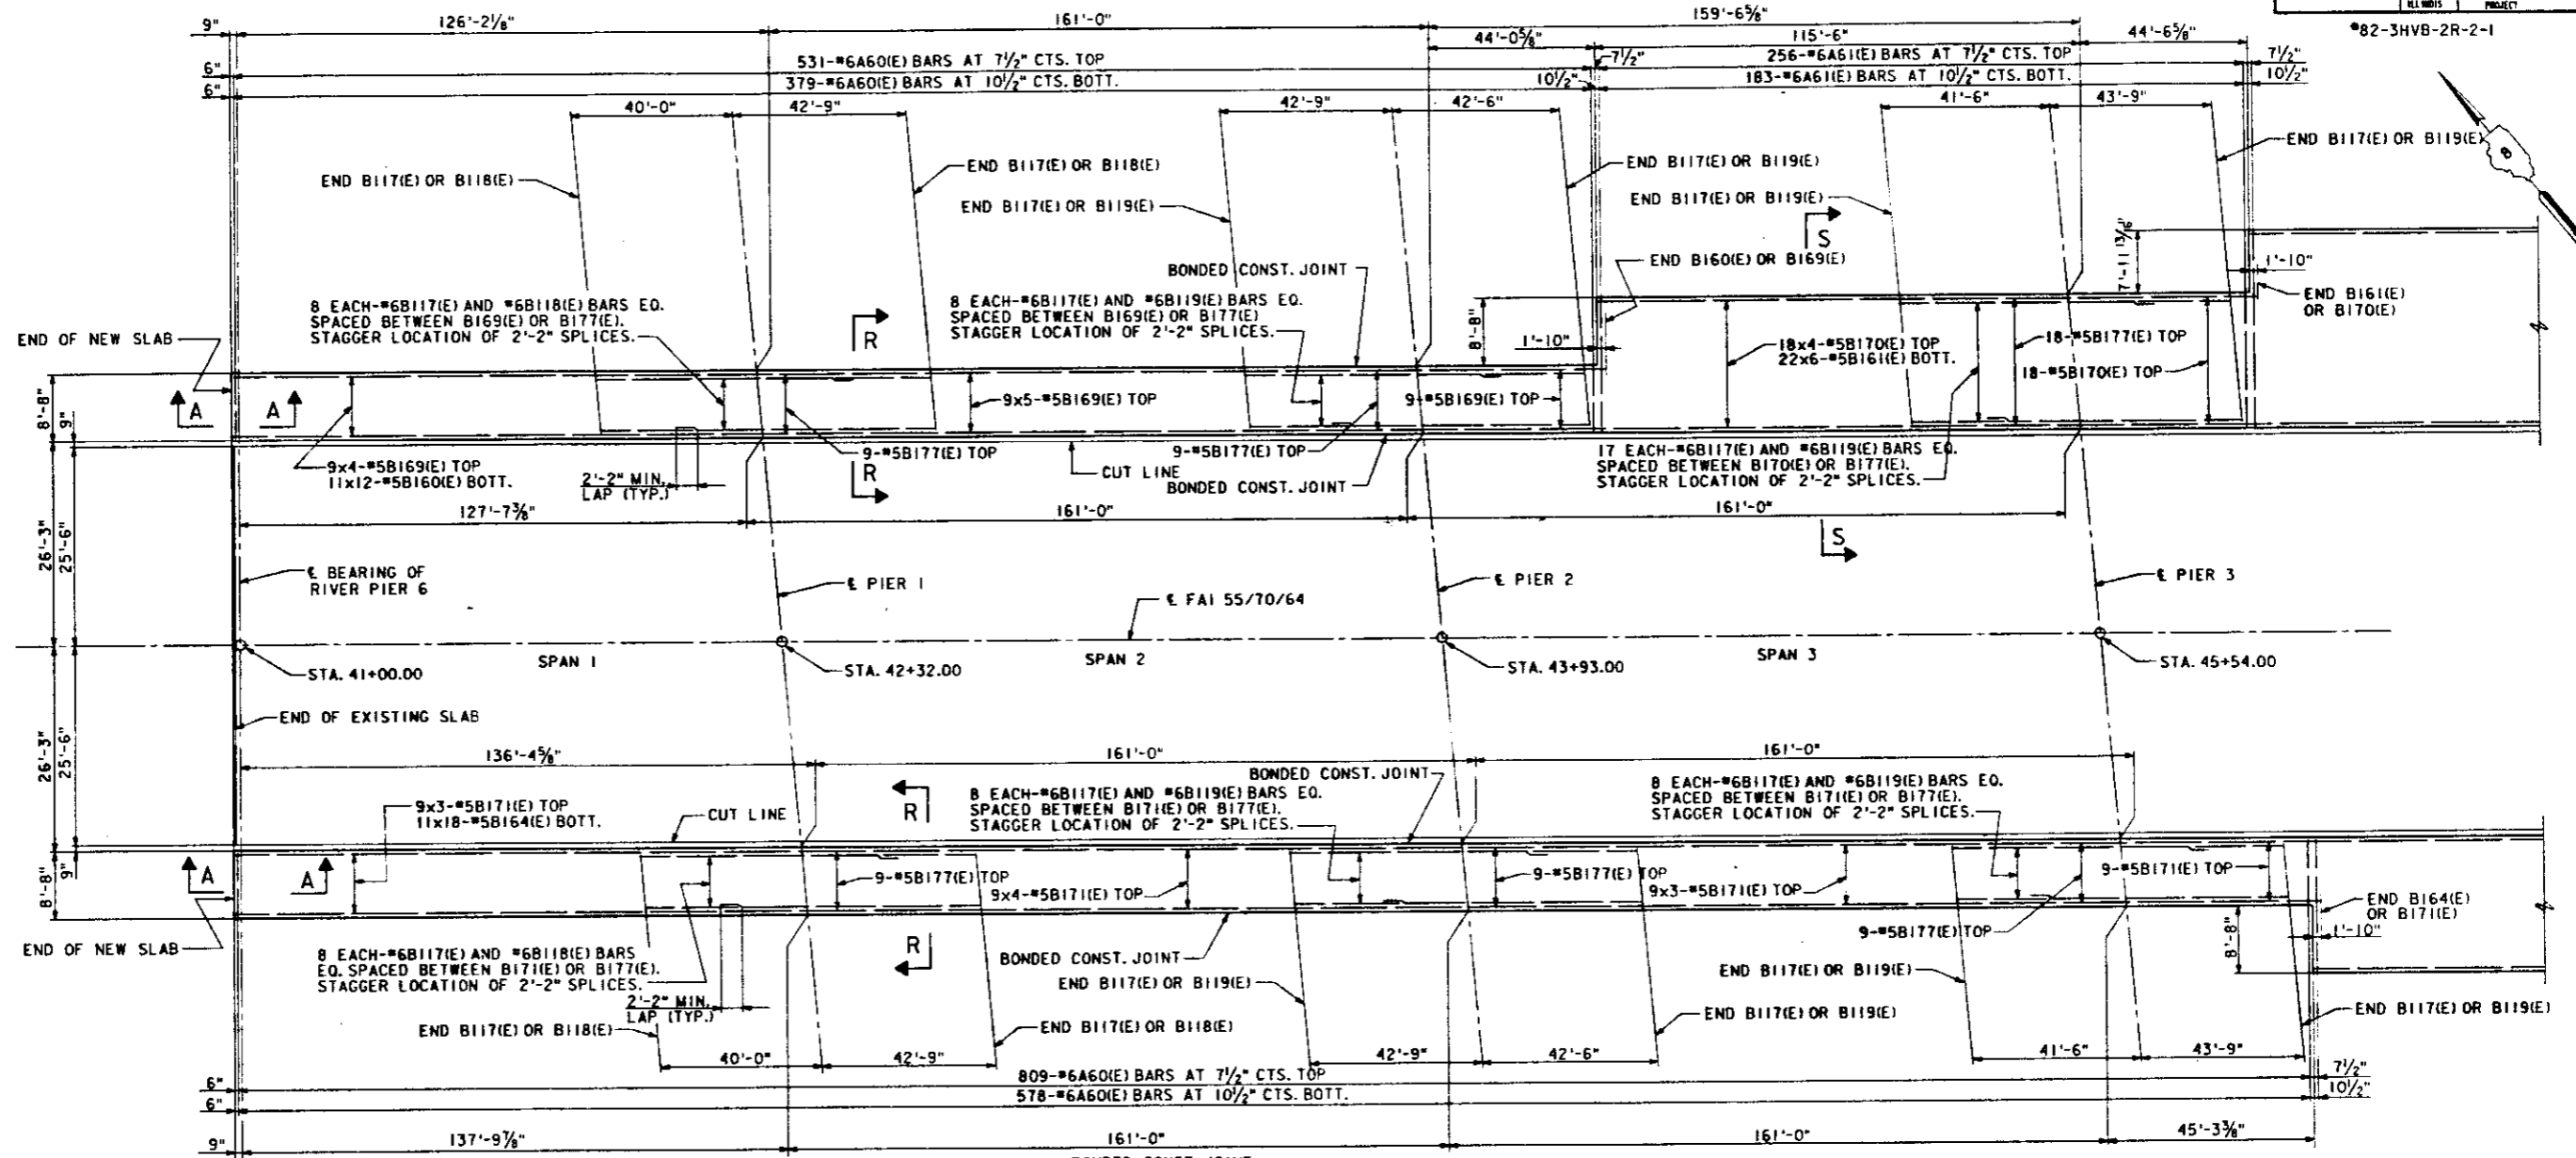 ILLINOIS PROJECT
*82-3HVB-2R-2-1
9" 126'-2⅛" 161'-0" 159'-6⅝"
44'-0⅝" 115'-6" 44'-6⅝"
6" 531-#6A60(E) BARS AT 7½" CTS. TOP 7½" 256-#6A61(E) BARS AT 7½" CTS. TOP 7½"
6" 379-#6A60(E) BARS AT 10½" CTS. BOTT. 10½" 183-#6A61(E) BARS AT 10½" CTS. BOTT. 10½"
40'-0" 42'-9" 42'-9" 42'-6" 41'-6" 43'-9"
8
END B117(E) OR B118(E)
END B117(E) OR B118(E)
END B117(E) OR B119(E)
END B117(E) OR B119(E)
END B117(E) OR B119(E)
END B117(E) OR B119(E)
S
BONDED CONST. JOINT
END B160(E) OR B169(E)
7'-11 13/16"
1'-10"
END B161(E)
OR B170(E)
8 EACH-#6B117(E) AND #6B118(E) BARS EQ.
SPACED BETWEEN B169(E) OR B177(E).
STAGGER LOCATION OF 2'-2" SPLICES.
R
8 EACH-#6B117(E) AND #6B119(E) BARS EQ.
SPACED BETWEEN B169(E) OR B177(E)
STAGGER LOCATION OF 2'-2" SPLICES.
8'-8"
1'-10"
18x4-#5B170(E) TOP
22x6-#5B161(E) BOTT.
18-#5B177(E) TOP
18-#5B170(E) TOP
END OF NEW SLAB
8'-8" 9"
A A
9x5-#5B169(E) TOP
9-#5B169(E) TOP
9x4-#5B169(E) TOP
11x12-#5B160(E) BOTT.
2'-2" MIN.
LAP (TYP.)
9-#5B177(E) TOP
R
CUT LINE
9-#5B177(E) TOP
BONDED CONST. JOINT
17 EACH-#6B117(E) AND #6B119(E) BARS EQ.
SPACED BETWEEN B170(E) OR B177(E).
STAGGER LOCATION OF 2'-2" SPLICES.
127'-7⅜" 161'-0" 161'-0"
S
26'-3" 25'-6"
℄ BEARING OF
RIVER PIER 6
℄ PIER 1
℄ FAI 55/70/64
℄ PIER 2
℄ PIER 3
SPAN 1 SPAN 2 SPAN 3
STA. 41+00.00 STA. 42+32.00 STA. 43+93.00 STA. 45+54.00
END OF EXISTING SLAB
26'-3" 25'-6"
136'-4⅝" 161'-0" 161'-0"
BONDED CONST. JOINT
9x3-#5B171(E) TOP
11x18-#5B164(E) BOTT.
CUT LINE
R
8 EACH-#6B117(E) AND #6B119(E) BARS EQ.
SPACED BETWEEN B171(E) OR B177(E).
STAGGER LOCATION OF 2'-2" SPLICES.
8 EACH-#6B117(E) AND #6B119(E) BARS EQ.
SPACED BETWEEN B171(E) OR B177(E).
STAGGER LOCATION OF 2'-2" SPLICES.
8'-8" 9"
A A
9-#5B177(E) TOP
9x4-#5B171(E) TOP
9-#5B177(E) TOP
9x3-#5B171(E) TOP
9-#5B171(E) TOP
END B164(E)
OR B171(E)
9-#5B177(E) TOP
8'-8"
1'-10"
END OF NEW SLAB
8 EACH-#6B117(E) AND #6B118(E) BARS
EQ. SPACED BETWEEN B171(E) OR B177(E).
STAGGER LOCATION OF 2'-2" SPLICES.
2'-2" MIN.
LAP (TYP.)
R
BONDED CONST. JOINT
END B117(E) OR B118(E)
END B117(E) OR B118(E)
END B117(E) OR B119(E)
END B117(E) OR B119(E)
END B117(E) OR B119(E)
END B117(E) OR B119(E)
40'-0" 42'-9" 42'-9" 42'-6" 41'-6" 43'-9"
6" 809-#6A60(E) BARS AT 7½" CTS. TOP 7½"
6" 578-#6A60(E) BARS AT 10½" CTS. BOTT. 10½"
9" 137'-9⅞" 161'-0" 161'-0" 45'-3⅜"